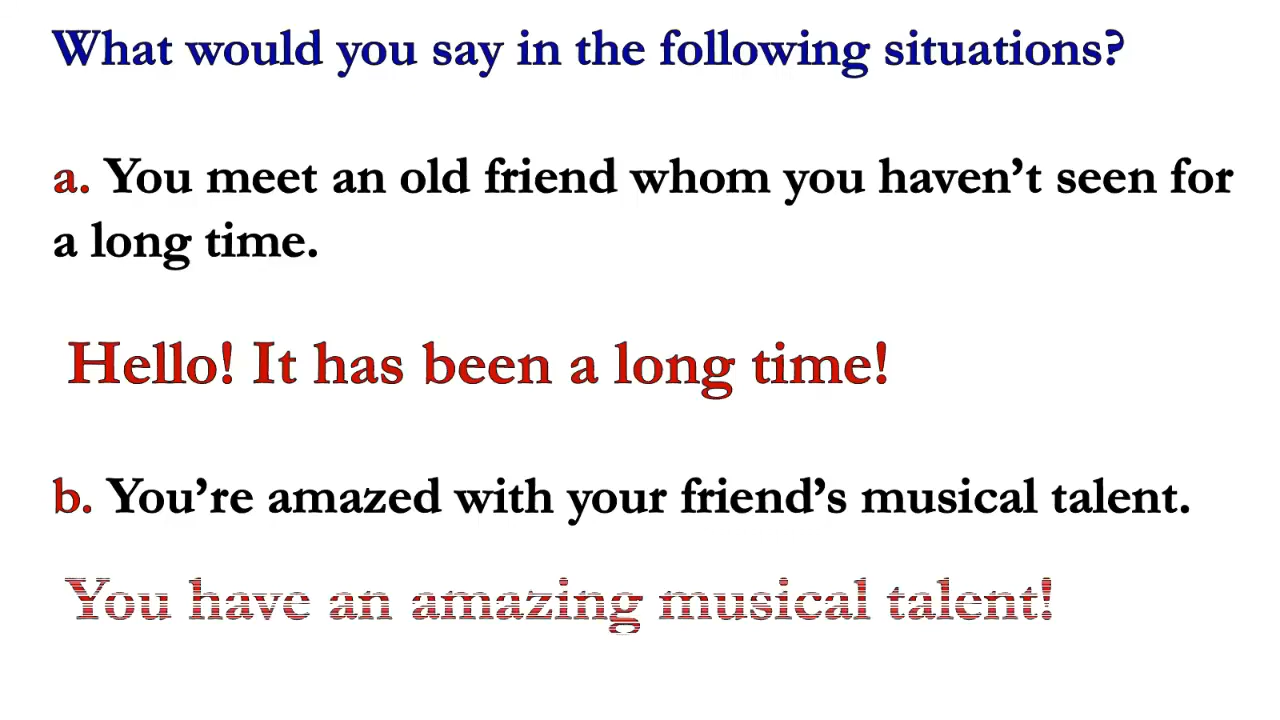 What would you say in the following situations?
a. You meet an old friend whom you haven’t seen for
a long time.
Hello! It has been a long time!
b. You’re amazed with your friend’s musical talent.
You have an amazing musical talent!